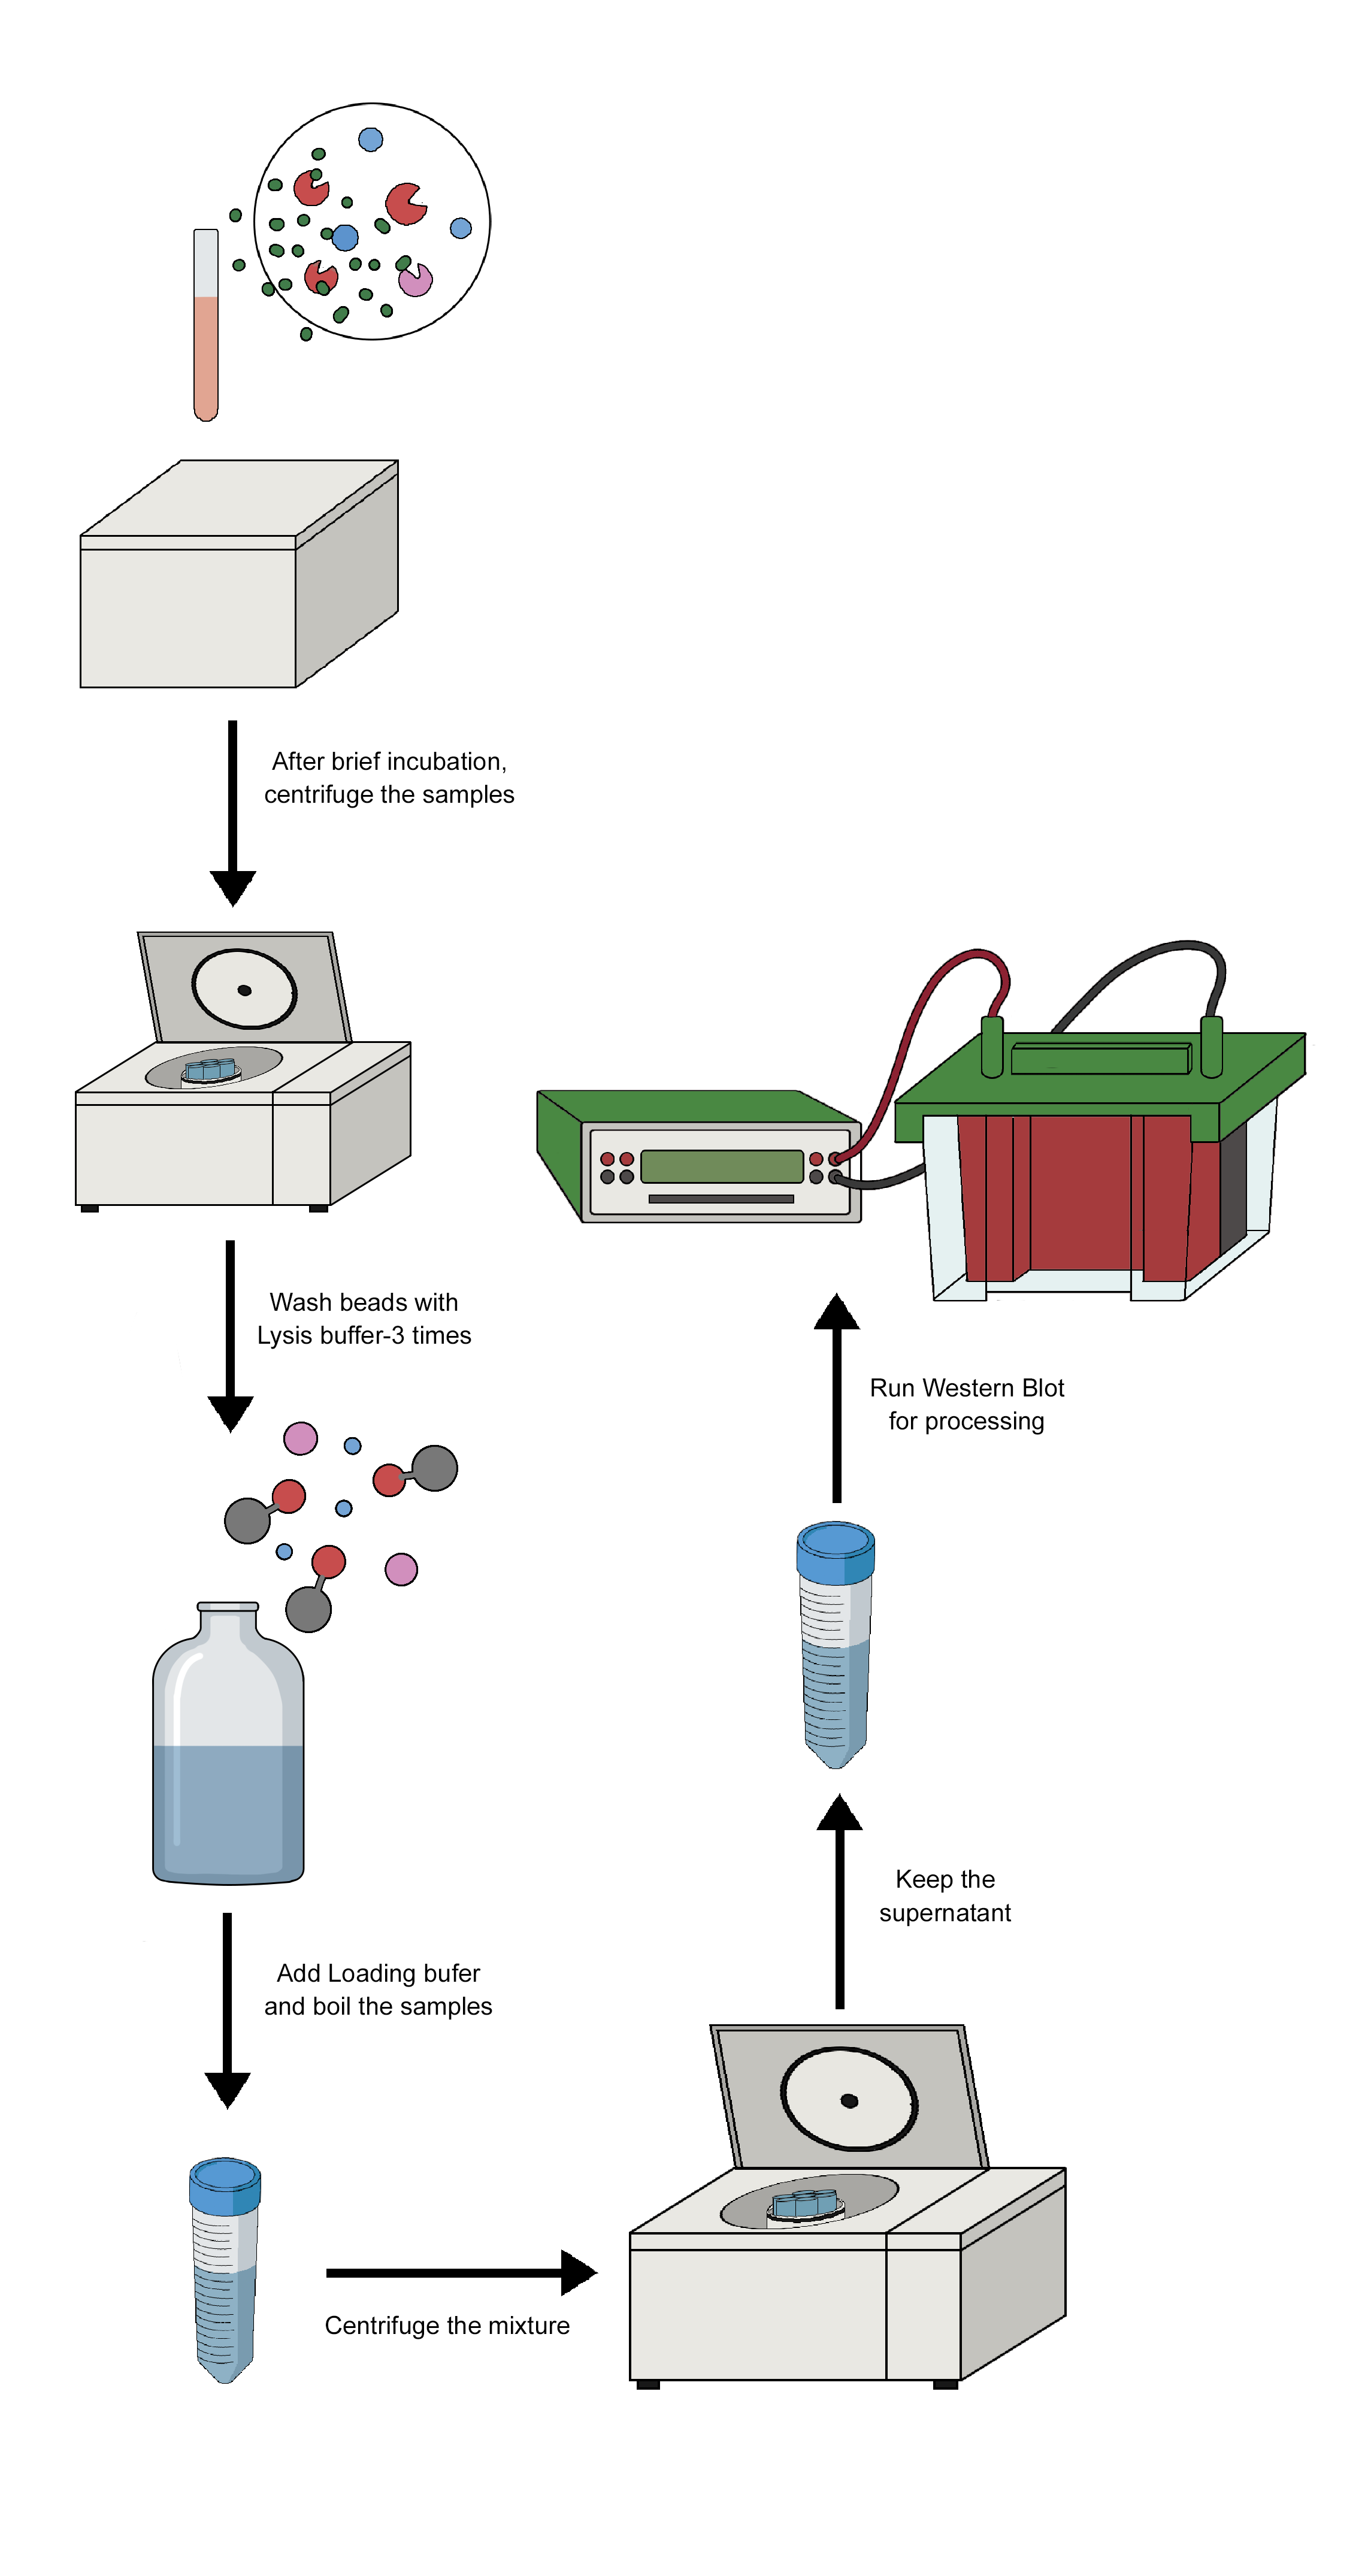 After brief incubation,
centrifuge the samples
Wash beads with
Lysis buffer-3 times
Add Loading bufer
and boil the samples
Centrifuge the mixture
Keep the
supernatant
Run Western Blot
for processing